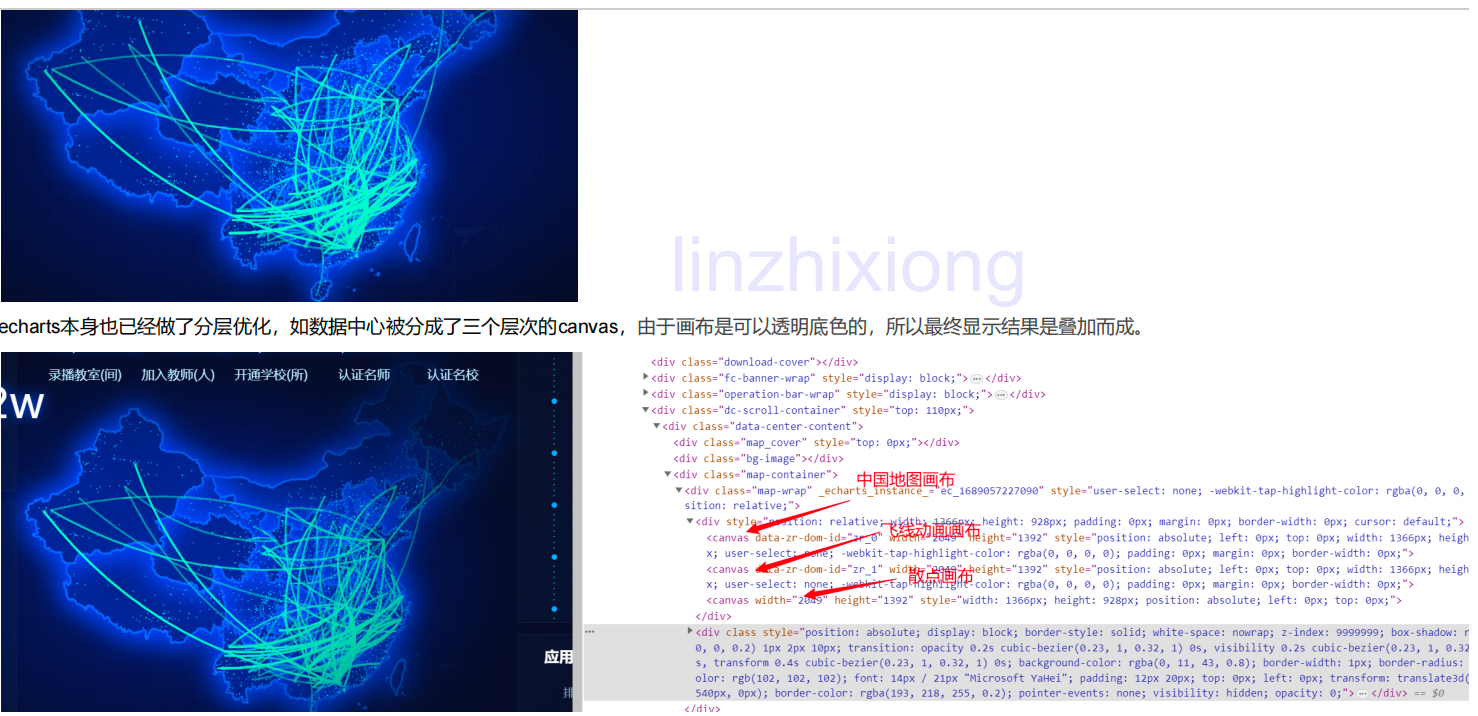 linzhixiong
echarts本身也已经做了分层优化，如数据中心被分成了三个层次的canvas，由于画布是可以透明底色的，所以最终显示结果是叠加而成。
录播教室(间) 加入教师(人) 开通学校(所) 认证名师 认证名校
2w
应用
排
<div class="download-cover"></div>
<div class="fc-banner-wrap" style="display: block;">…</div>
<div class="operation-bar-wrap" style="display: block;">…</div>
<div class="dc-scroll-container" style="top: 110px;">
<div class="data-center-content">
<div class="map_cover" style="top: 0px;"></div>
<div class="bg-image"></div>
<div class="map-container">
中国地图画布
<div class="map-wrap" _echarts_instance_="ec_1689057227090" style="user-select: none; -webkit-tap-highlight-color: rgba(0, 0, 0,
sition: relative;">
<div style="position: relative; width: 1366px; height: 928px; padding: 0px; margin: 0px; border-width: 0px; cursor: default;">
飞线动画画布
<canvas data-zr-dom-id="zr_0" width="2049" height="1392" style="position: absolute; left: 0px; top: 0px; width: 1366px; heigh
x; user-select: none; -webkit-tap-highlight-color: rgba(0, 0, 0, 0); padding: 0px; margin: 0px; border-width: 0px;">
<canvas data-zr-dom-id="zr_1" width="2049" height="1392" style="position: absolute; left: 0px; top: 0px; width: 1366px; heigh
散点画布
x; user-select: none; -webkit-tap-highlight-color: rgba(0, 0, 0, 0); padding: 0px; margin: 0px; border-width: 0px;">
<canvas width="2049" height="1392" style="width: 1366px; height: 928px; position: absolute; left: 0px; top: 0px;">
</div>
… <div class style="position: absolute; display: block; border-style: solid; white-space: nowrap; z-index: 9999999; box-shadow: r
0, 0, 0.2) 1px 2px 10px; transition: opacity 0.2s cubic-bezier(0.23, 1, 0.32, 1) 0s, visibility 0.2s cubic-bezier(0.23, 1, 0.32
s, transform 0.4s cubic-bezier(0.23, 1, 0.32, 1) 0s; background-color: rgba(0, 11, 43, 0.8); border-width: 1px; border-radius:
olor: rgb(102, 102, 102); font: 14px / 21px "Microsoft YaHei"; padding: 12px 20px; top: 0px; left: 0px; transform: translate3d(
540px, 0px); border-color: rgba(193, 218, 255, 0.2); pointer-events: none; visibility: hidden; opacity: 0;">…</div> == $0
</div>